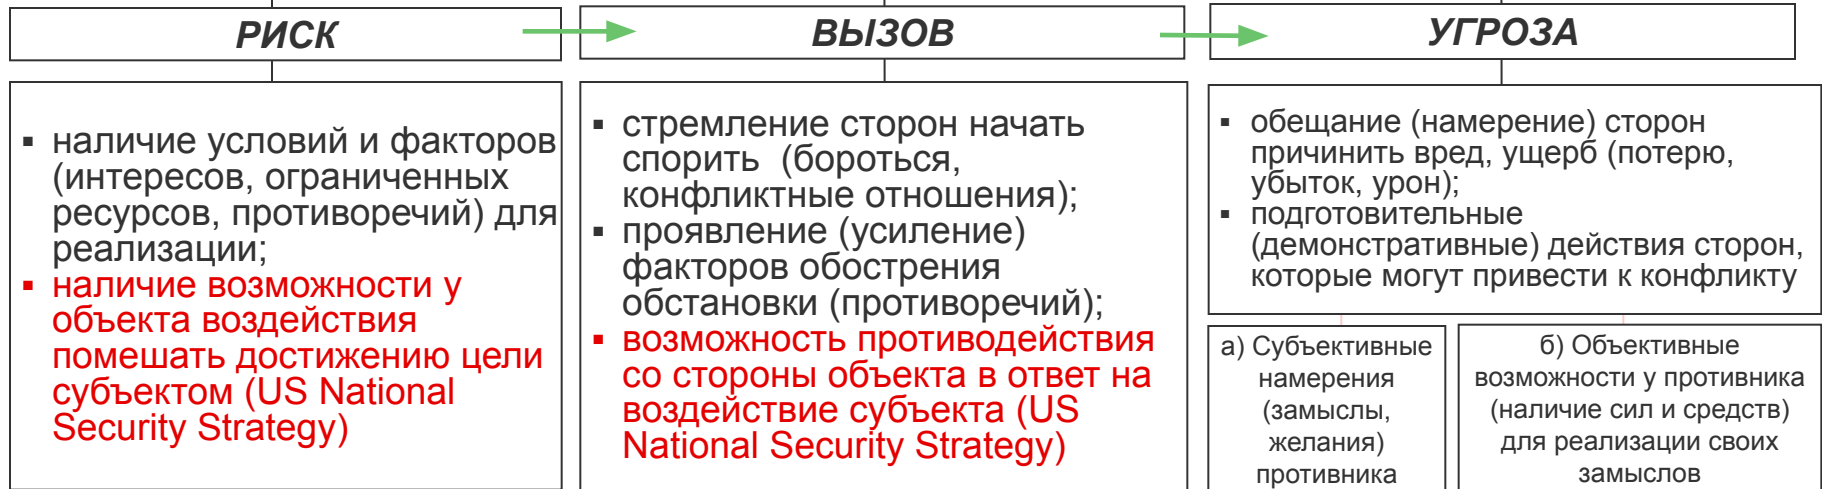 РИСК
ВЫЗОВ
УГРОЗА
▪ наличие условий и факторов
(интересов, ограниченных
ресурсов, противоречий) для
реализации;
▪ наличие возможности у
объекта воздействия
помешать достижению цели
субъектом (US National
Security Strategy)
▪ стремление сторон начать
спорить (бороться,
конфликтные отношения);
▪ проявление (усиление)
факторов обострения
обстановки (противоречий);
▪ возможность противодействия
со стороны объекта в ответ на
воздействие субъекта (US
National Security Strategy)
▪ обещание (намерение) сторон
причинить вред, ущерб (потерю,
убыток, урон);
▪ подготовительные
(демонстративные) действия сторон,
которые могут привести к конфликту
а) Субъективные
намерения
(замыслы,
желания)
противника
б) Объективные
возможности у противника
(наличие сил и средств)
для реализации своих
замыслов